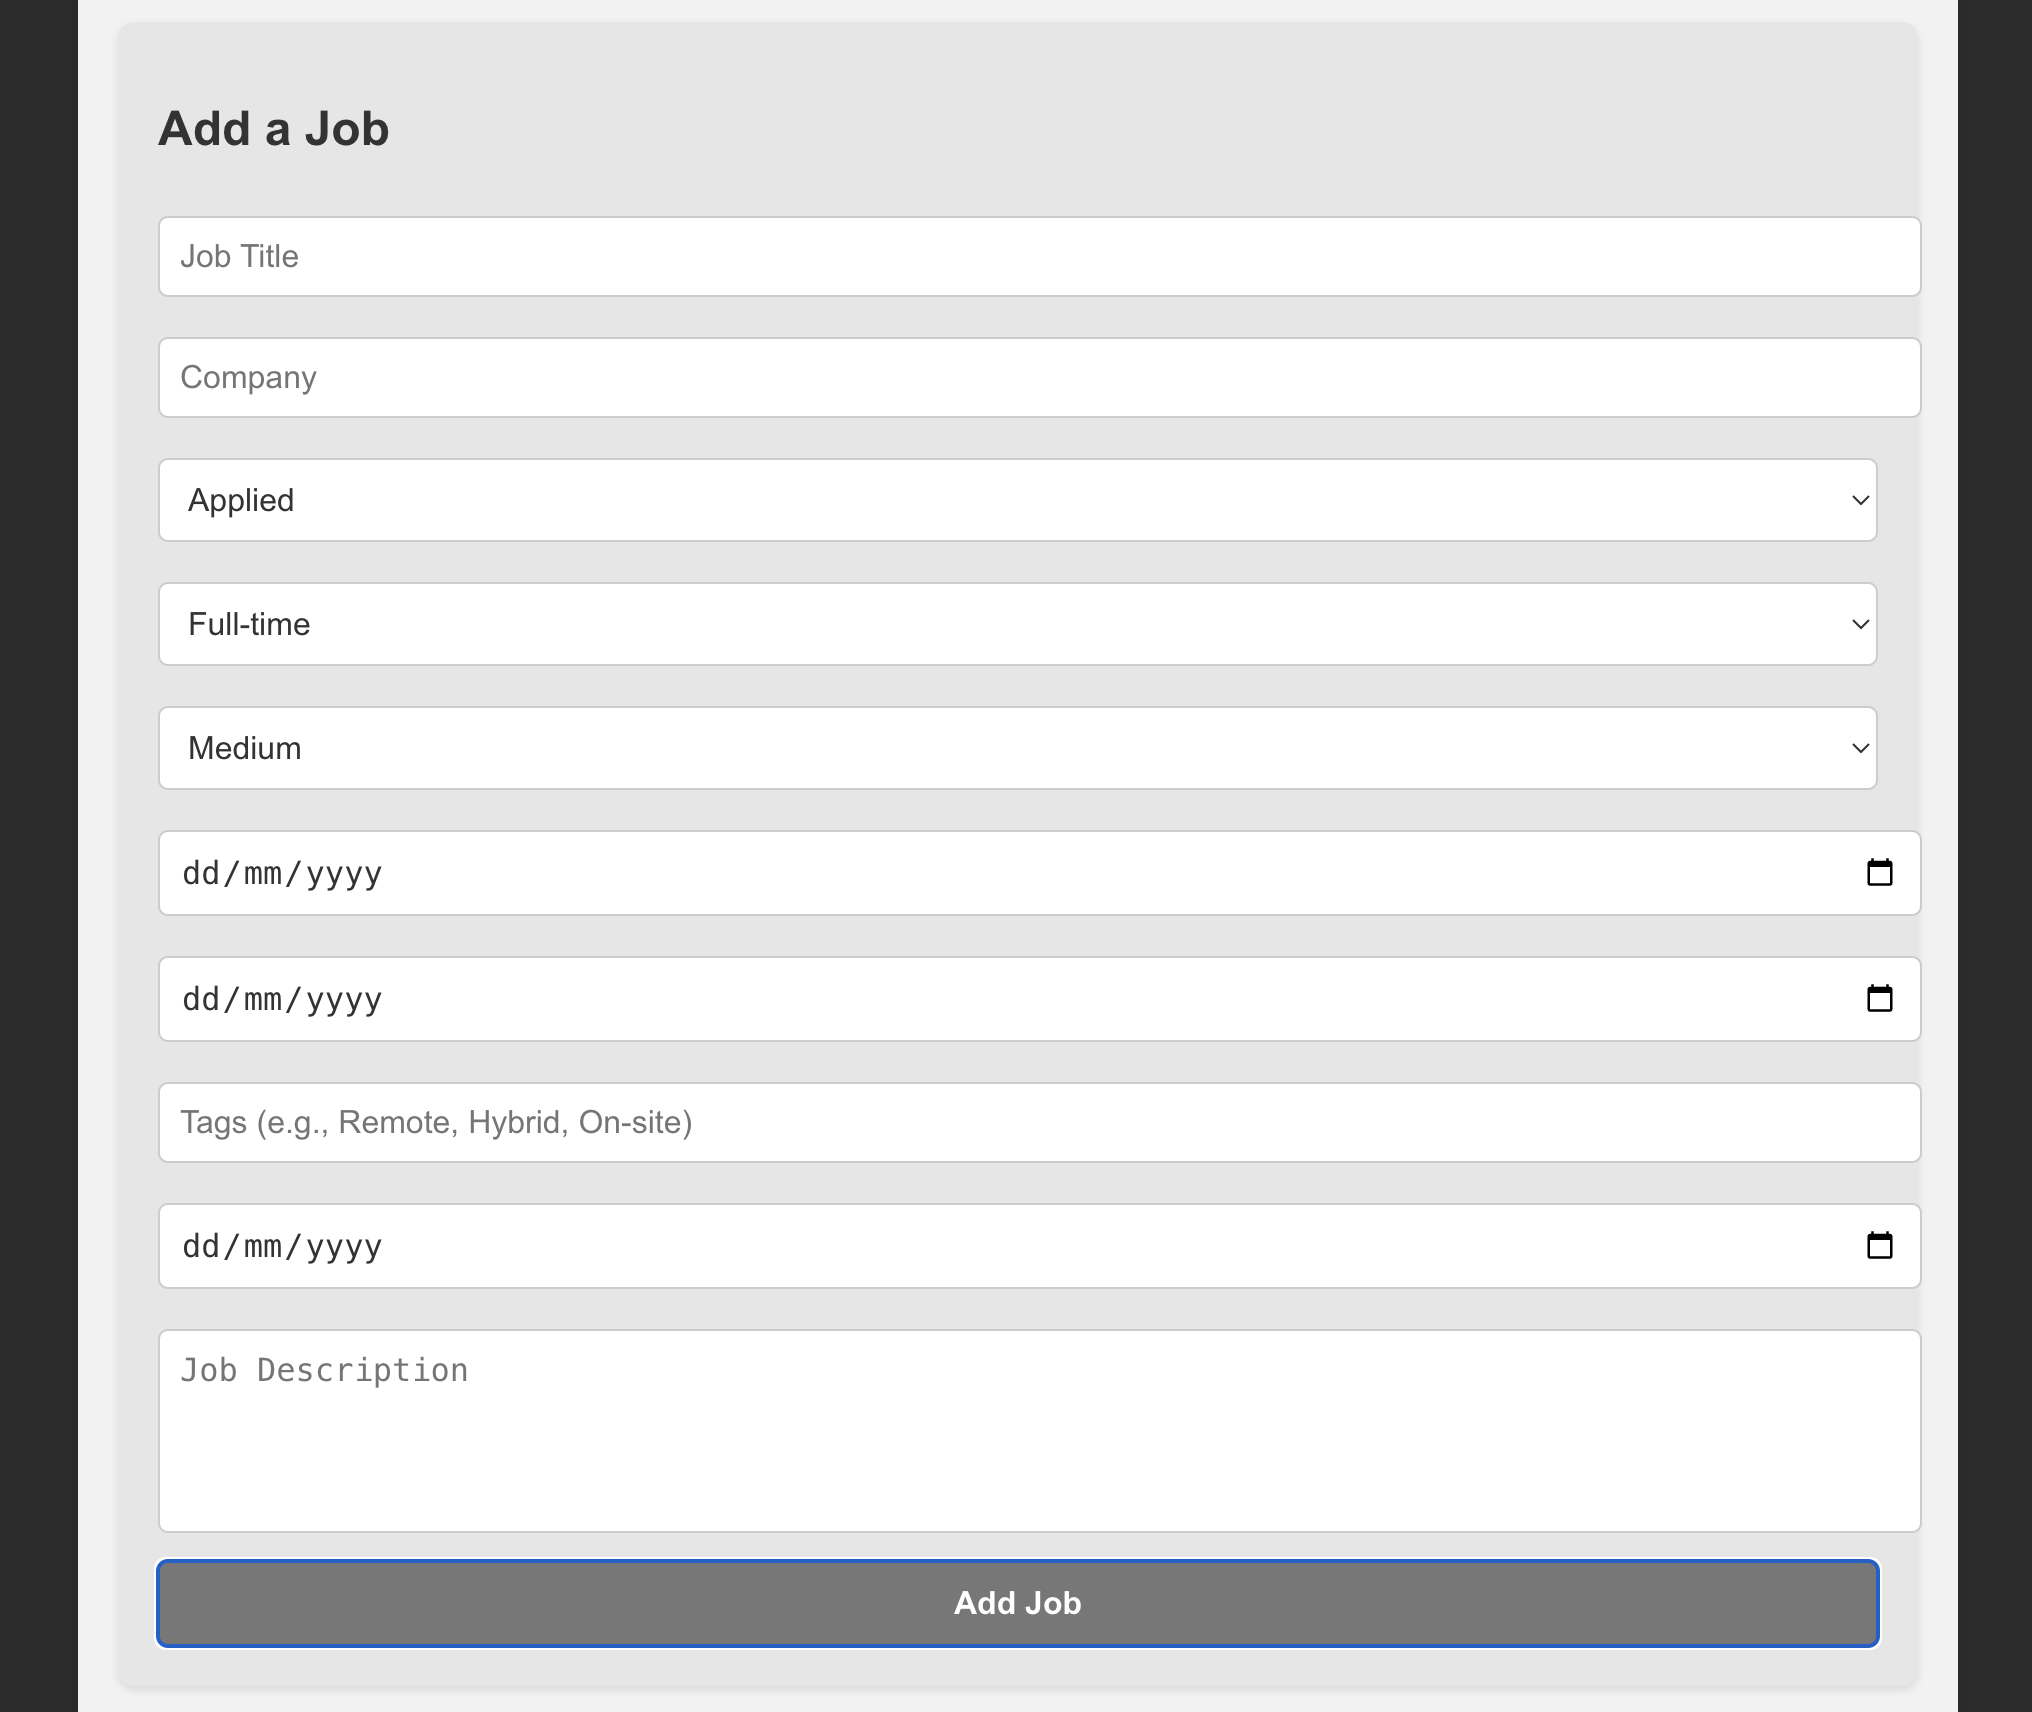 Add a Job
Job Title
Company
Applied
Full-time
Medium
dd/mm/yyyy
dd/mm/yyyy
Tags (e.g., Remote, Hybrid, On-site)
dd/mm/yyyy
Job Description
Add Job